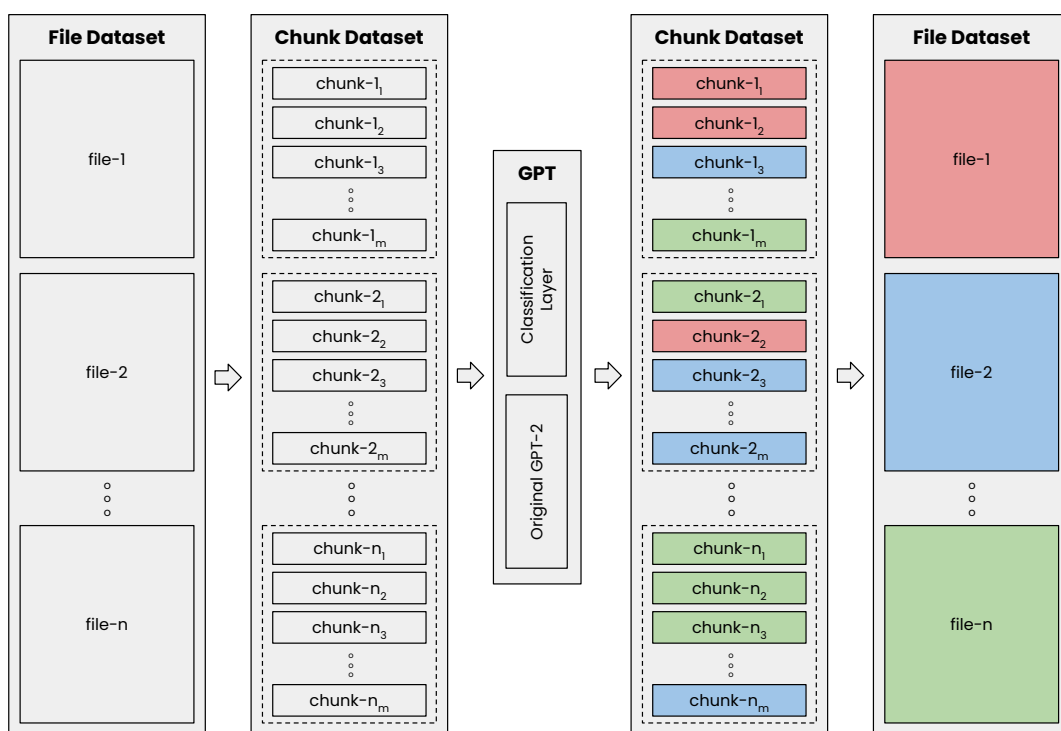 File Dataset
file-1
file-2
file-n
Chunk Dataset
chunk-1₁
chunk-1₂
chunk-1₃
chunk-1ₘ
chunk-2₁
chunk-2₂
chunk-2₃
chunk-2ₘ
chunk-n₁
chunk-n₂
chunk-n₃
chunk-nₘ
GPT
Classification
Layer
Original GPT-2
Chunk Dataset
chunk-1₁
chunk-1₂
chunk-1₃
chunk-1ₘ
chunk-2₁
chunk-2₂
chunk-2₃
chunk-2ₘ
chunk-n₁
chunk-n₂
chunk-n₃
chunk-nₘ
File Dataset
file-1
file-2
file-n